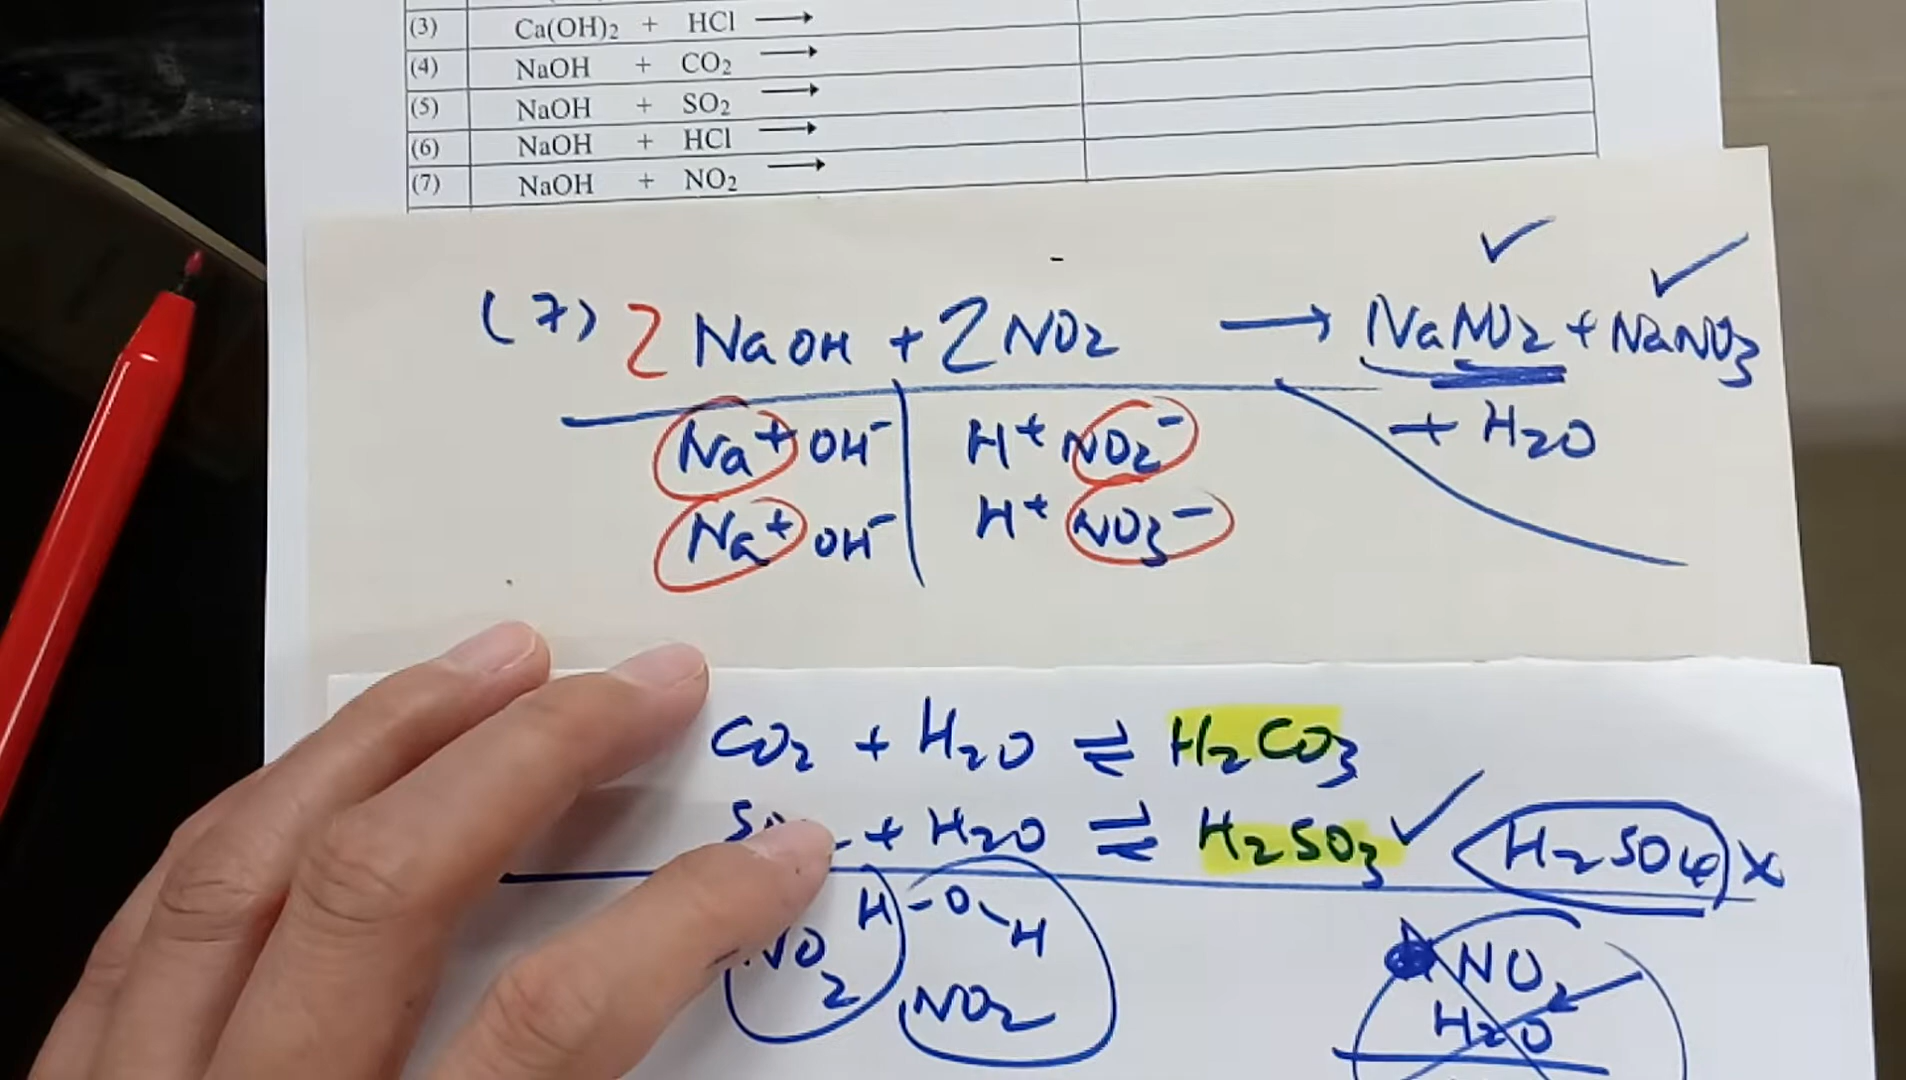 (3) Ca(OH)₂ + HCl ⟶
(4) NaOH + CO₂ ⟶
(5) NaOH + SO₂ ⟶
(6) NaOH + HCl ⟶
(7) NaOH + NO₂ ⟶
(7) 2 NaOH + 2NO₂ ⟶ NaNO₂ + NaNO₃
✓ ✓
+ H₂O
Na⁺ OH⁻ H⁺ NO₂⁻
Na⁺ OH⁻ H⁺ NO₃⁻
CO₂ + H₂O ⇌ H₂CO₃
+ H₂O ⇌ H₂SO₃ ✓ H₂SO₄ ×
H-O-H
NO₂ NO₂
NO₂
H₂O